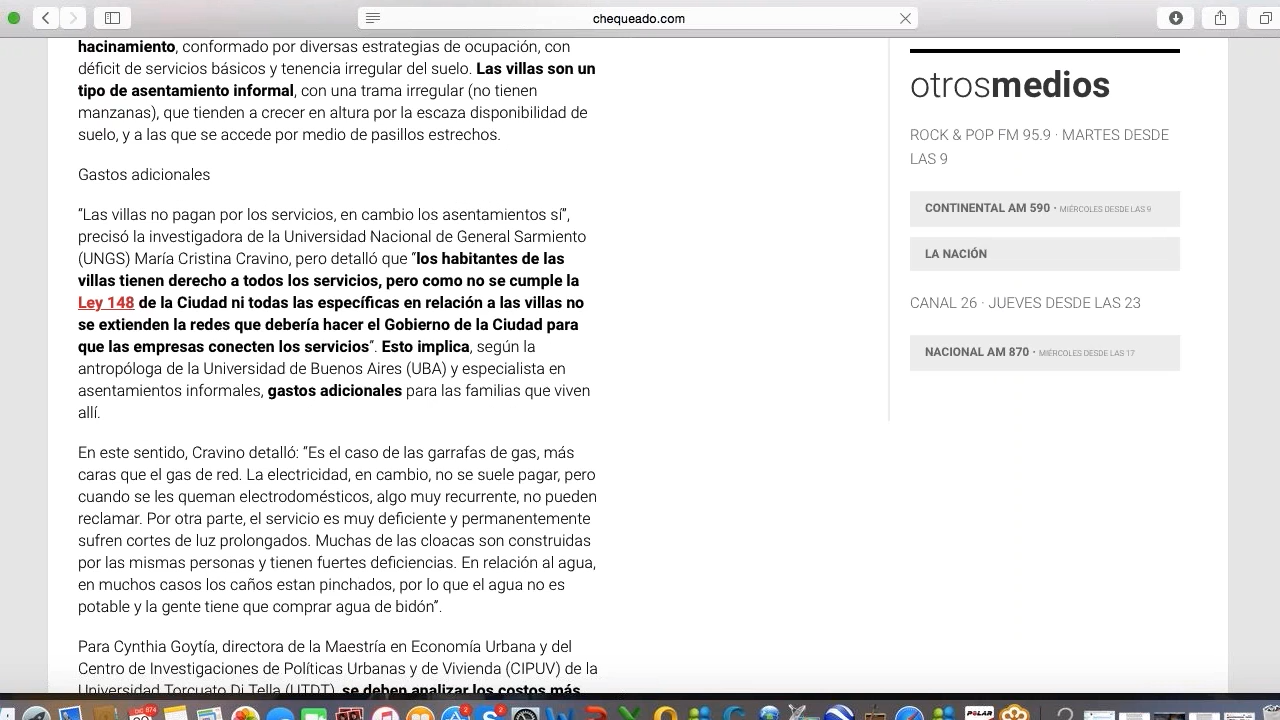 chequeado.com
hacinamiento, conformado por diversas estrategias de ocupación, con
déficit de servicios básicos y tenencia irregular del suelo. Las villas son un
tipo de asentamiento informal, con una trama irregular (no tienen
manzanas), que tienden a crecer en altura por la escaza disponibilidad de
suelo, y a las que se accede por medio de pasillos estrechos.
Gastos adicionales
“Las villas no pagan por los servicios, en cambio los asentamientos sí”,
precisó la investigadora de la Universidad Nacional de General Sarmiento
(UNGS) María Cristina Cravino, pero detalló que “los habitantes de las
villas tienen derecho a todos los servicios, pero como no se cumple la
Ley 148 de la Ciudad ni todas las específicas en relación a las villas no
se extienden la redes que debería hacer el Gobierno de la Ciudad para
que las empresas conecten los servicios”. Esto implica, según la
antropóloga de la Universidad de Buenos Aires (UBA) y especialista en
asentamientos informales, gastos adicionales para las familias que viven
allí.
En este sentido, Cravino detalló: “Es el caso de las garrafas de gas, más
caras que el gas de red. La electricidad, en cambio, no se suele pagar, pero
cuando se les queman electrodomésticos, algo muy recurrente, no pueden
reclamar. Por otra parte, el servicio es muy deficiente y permanentemente
sufren cortes de luz prolongados. Muchas de las cloacas son construidas
por las mismas personas y tienen fuertes deficiencias. En relación al agua,
en muchos casos los caños estan pinchados, por lo que el agua no es
potable y la gente tiene que comprar agua de bidón”.
Para Cynthia Goytía, directora de la Maestría en Economía Urbana y del
Centro de Investigaciones de Políticas Urbanas y de Vivienda (CIPUV) de la
Universidad Torcuato Di Tella (UTDT), se deben analizar los costos más
otrosmedios
ROCK & POP FM 95.9 · MARTES DESDE
LAS 9
CONTINENTAL AM 590 · MIÉRCOLES DESDE LAS 9
LA NACIÓN
CANAL 26 · JUEVES DESDE LAS 23
NACIONAL AM 870 · MIÉRCOLES DESDE LAS 17
874
2
2
POLAR